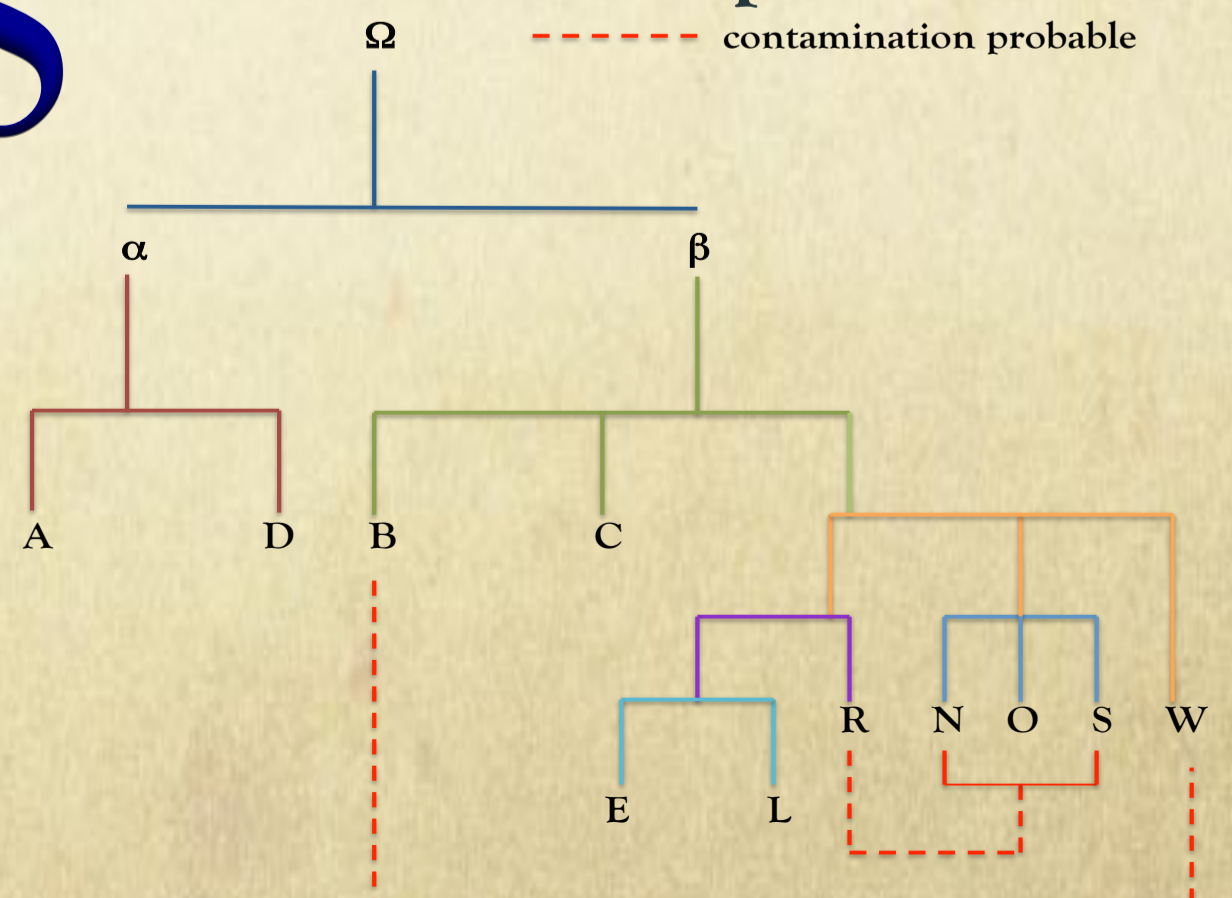 Ω
contamination probable
α β
A D B C
R N O S W
E L